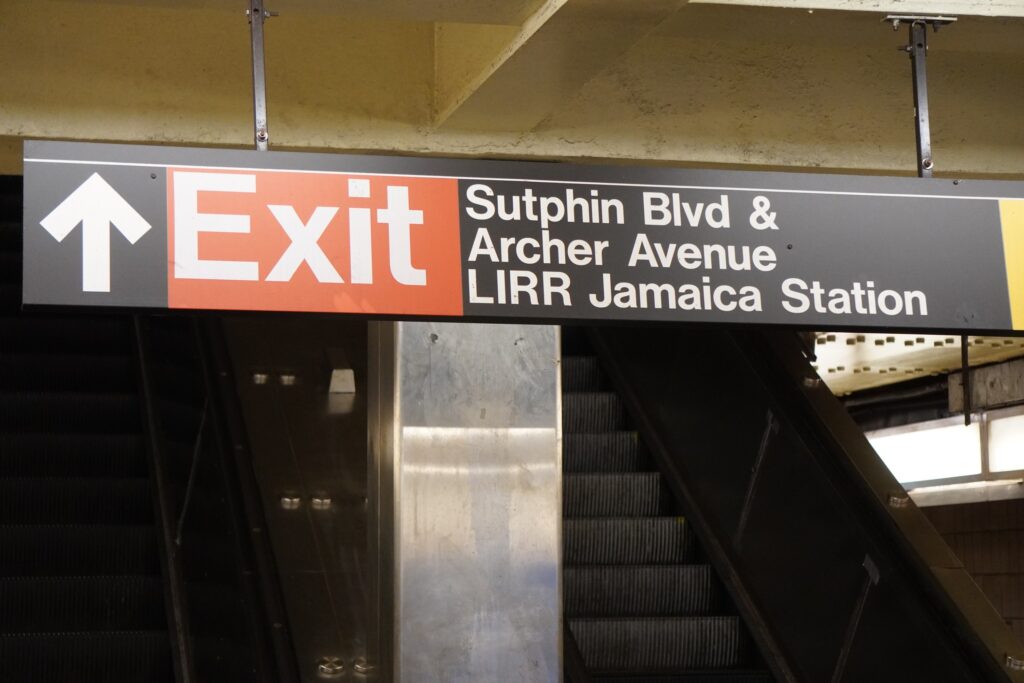 Exit
Sutphin Blvd &
Archer Avenue
LIRR Jamaica Station